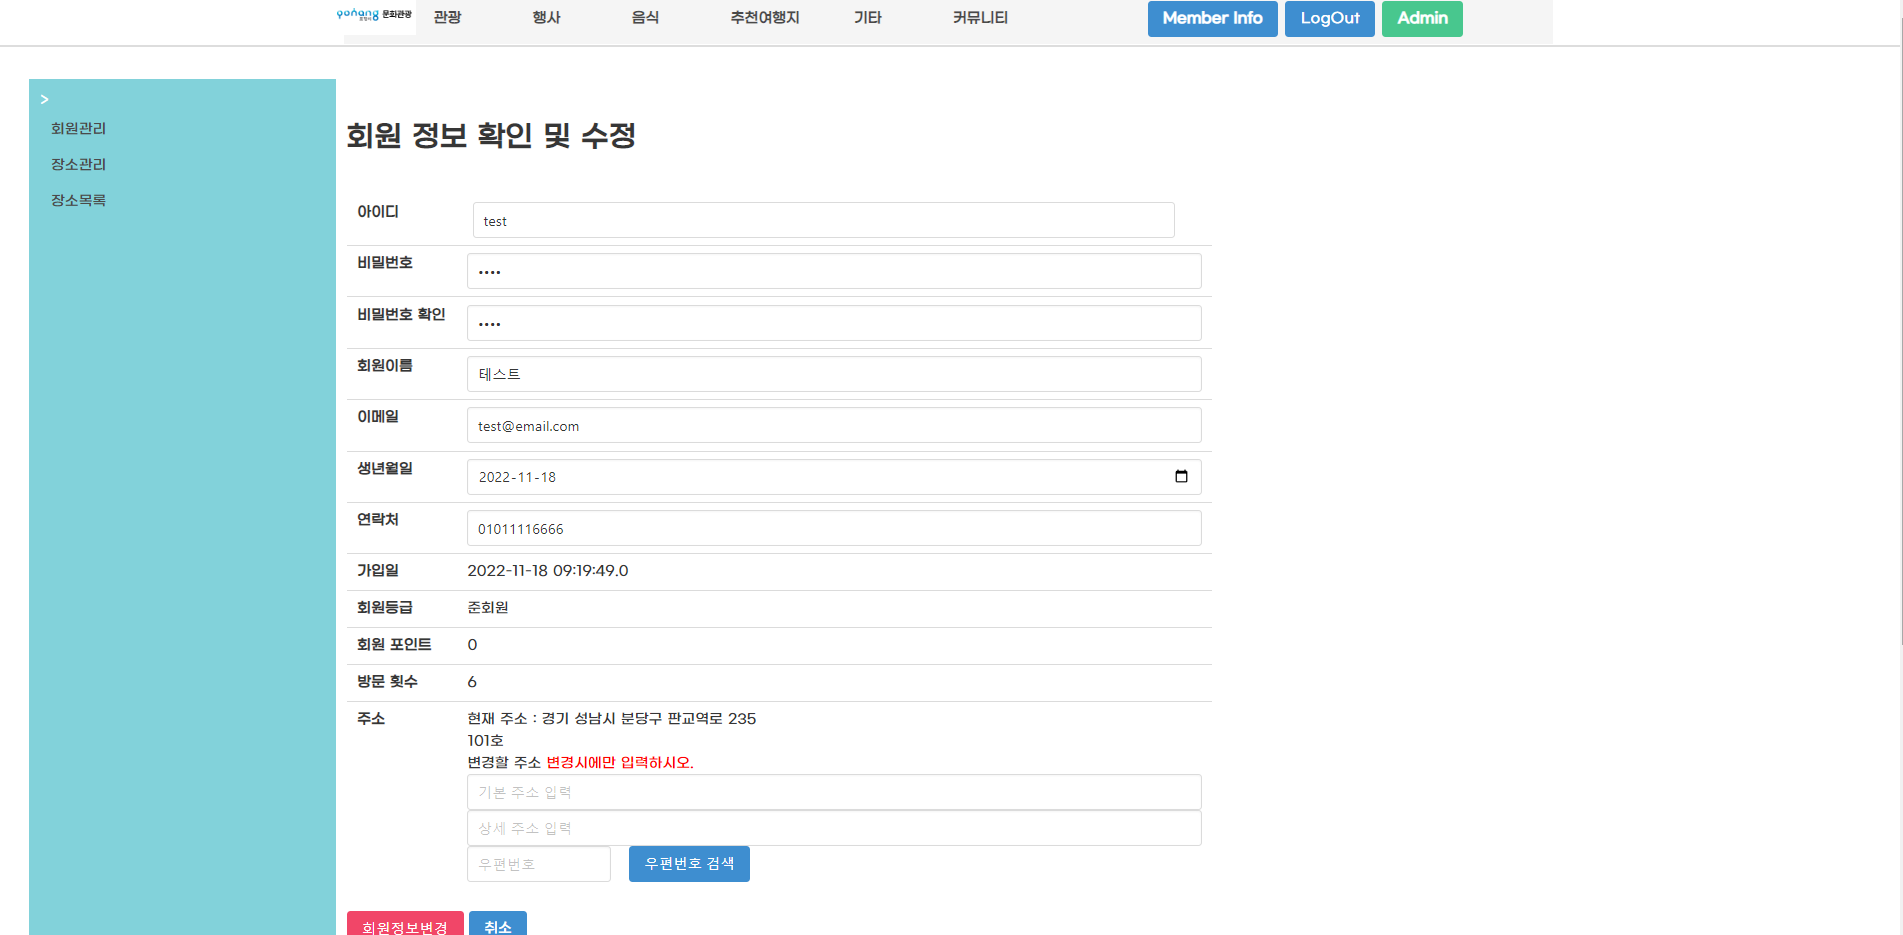 pohang 문화관광
포항시
관광 행사 음식 추천여행지 기타 커뮤니티 Member Info LogOut Admin
>
회원관리
장소관리
장소목록
회원 정보 확인 및 수정
아이디 test
비밀번호 ••••
비밀번호 확인 ••••
회원이름 테스트
이메일 test@email.com
생년월일 2022-11-18
연락처 01011116666
가입일 2022-11-18 09:19:49.0
회원등급 준회원
회원 포인트 0
방문 횟수 6
주소 현재 주소 : 경기 성남시 분당구 판교역로 235
101호
변경할 주소 변경시에만 입력하시오.
기본 주소 입력
상세 주소 입력
우편번호 우편번호 검색
회원정보변경 취소